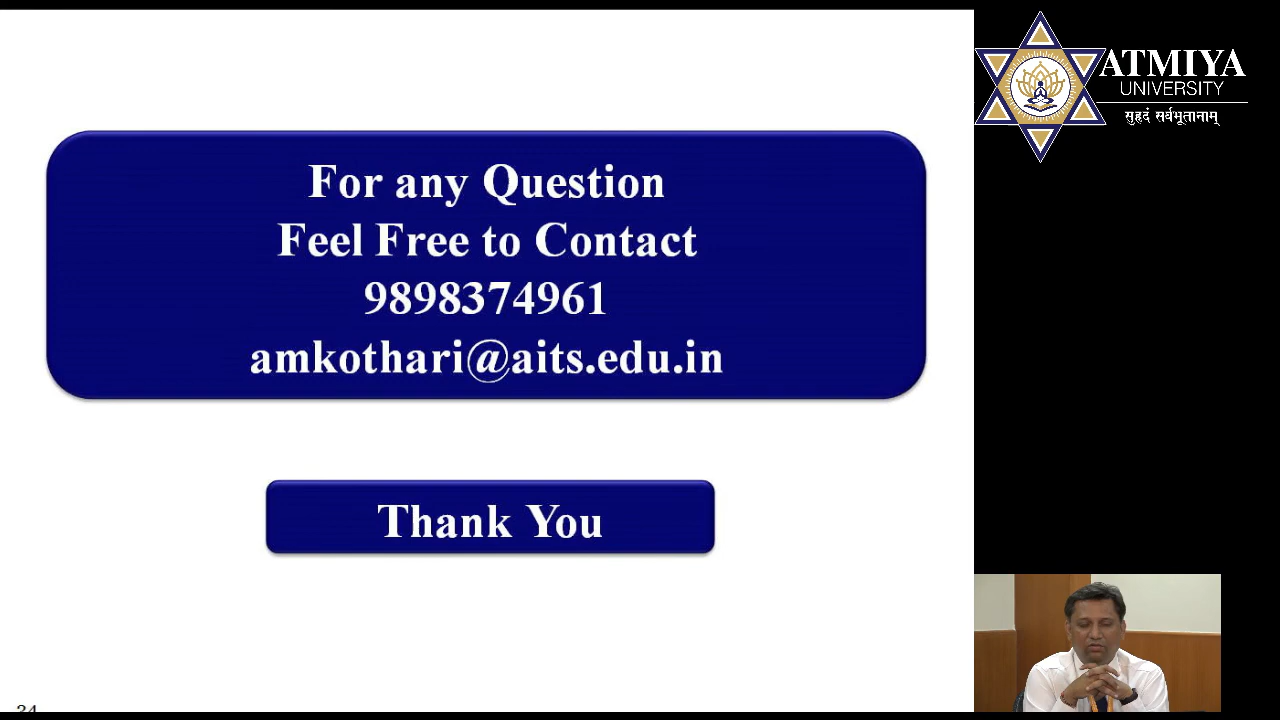 For any Question
Feel Free to Contact
9898374961
amkothari@aits.edu.in
Thank You
ATMIYA
UNIVERSITY
सुहृदं सर्वभूतानाम्